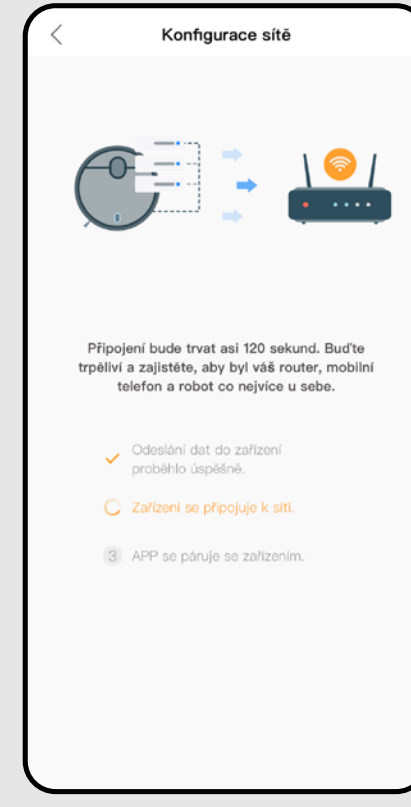 Konfigurace sítě
Připojení bude trvat asi 120 sekund. Buďte
trpěliví a zajistěte, aby byl váš router, mobilní
telefon a robot co nejvíce u sebe.
Odeslání dat do zařízení
proběhlo úspěšně.
Zařízení se připojuje k síti.
3 APP se páruje se zařízením.